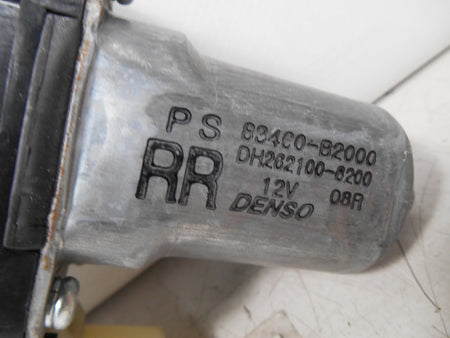 PS 83460-B2000
RR DH262100-6200
12V 08R
DENSO